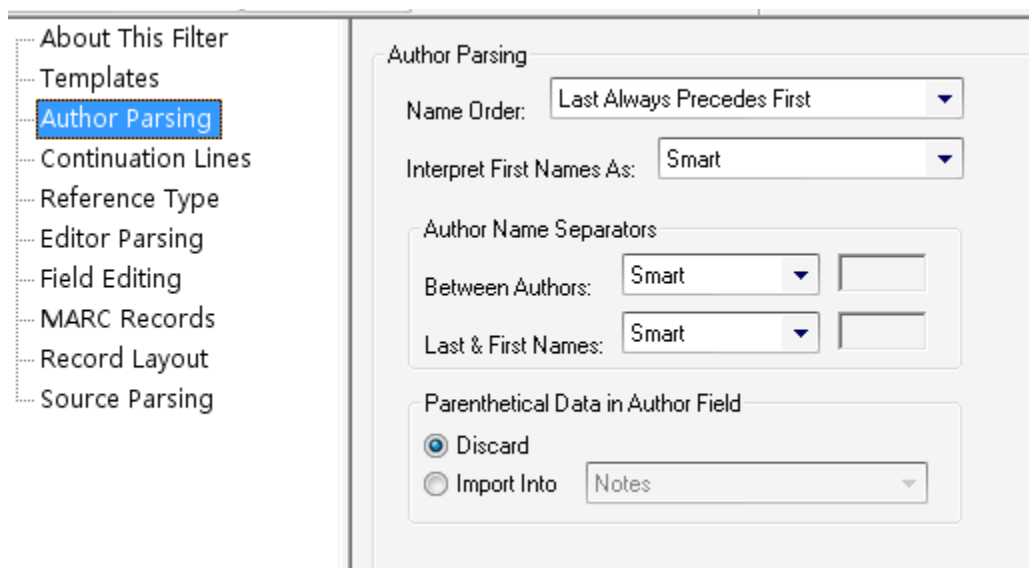 About This Filter
Templates
Author Parsing
Continuation Lines
Reference Type
Editor Parsing
Field Editing
MARC Records
Record Layout
Source Parsing
Author Parsing
Name Order: Last Always Precedes First
Interpret First Names As: Smart
Author Name Separators
Between Authors: Smart
Last & First Names: Smart
Parenthetical Data in Author Field
Discard
Import Into Notes